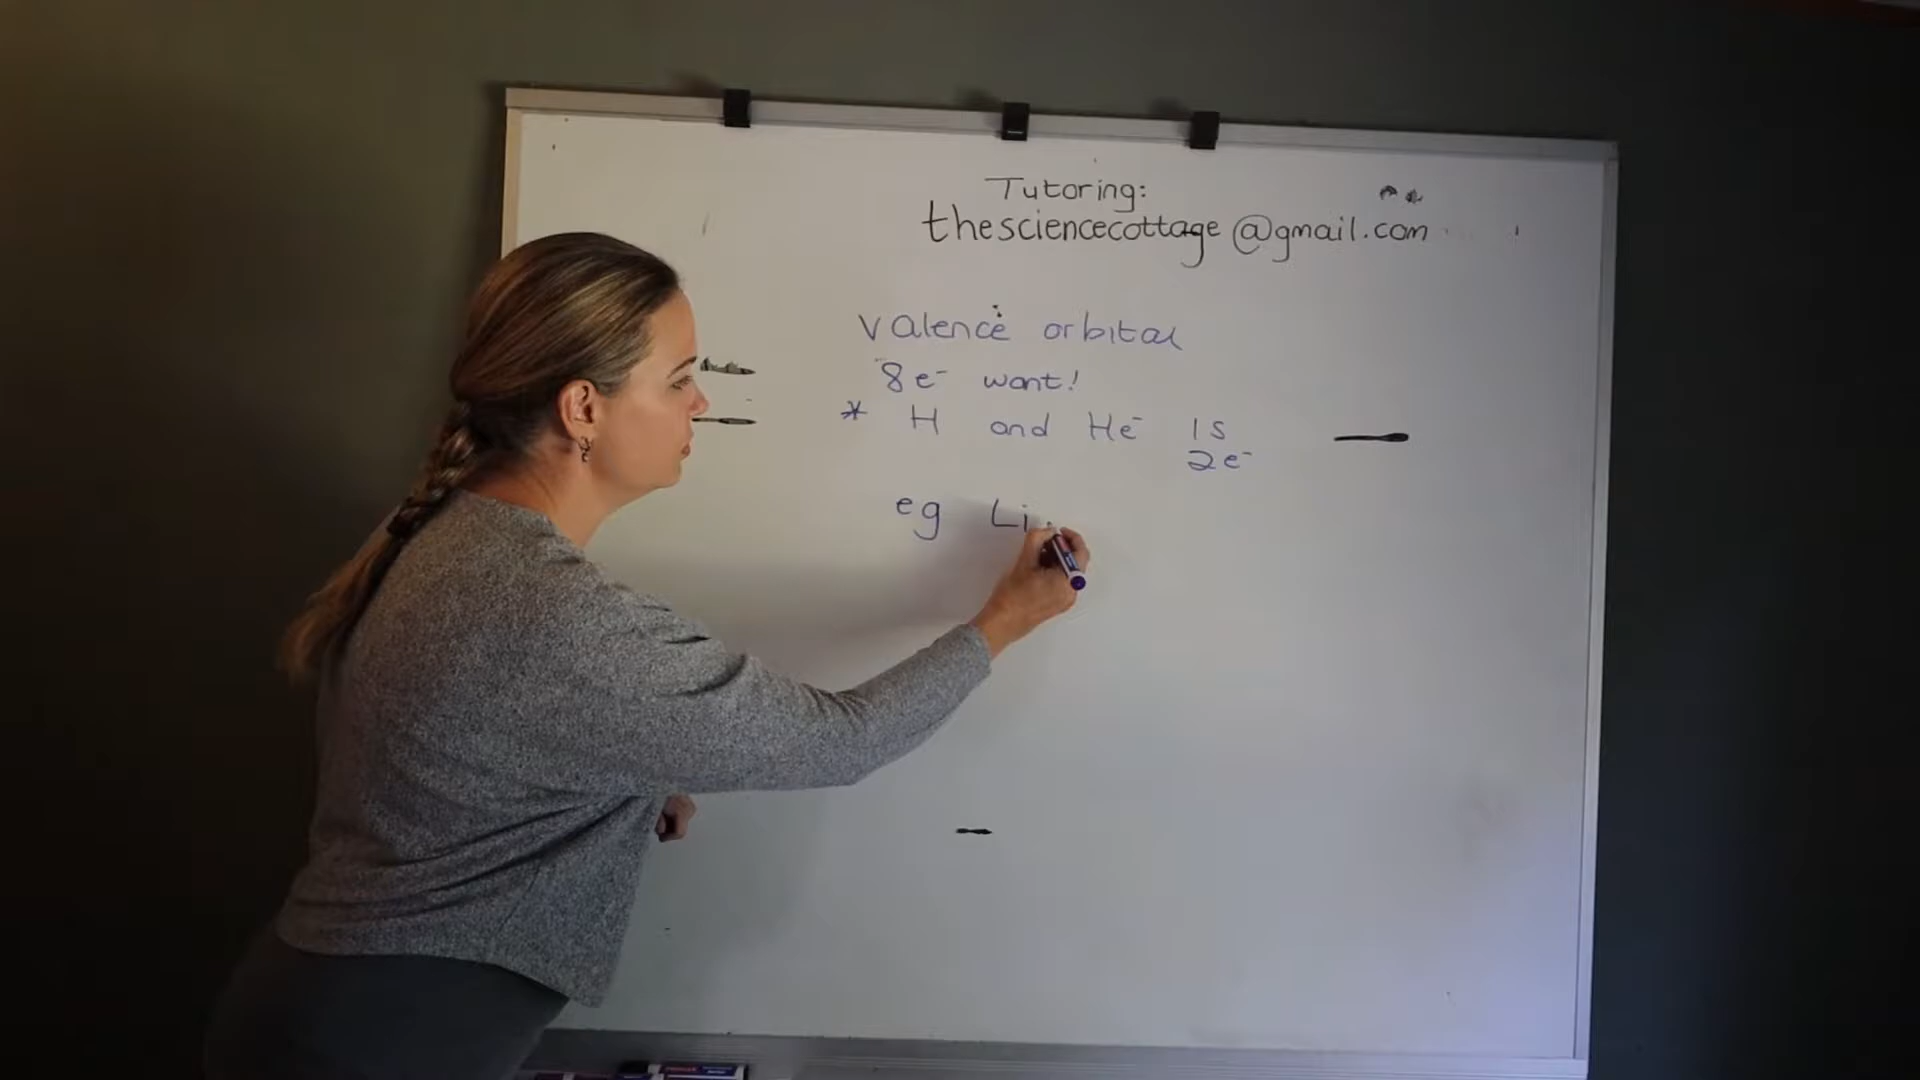 Tutoring:
thesciencecottage@gmail.com
valence orbital
8e⁻ want!
* H and He⁻ 1s
2e⁻
eg Li